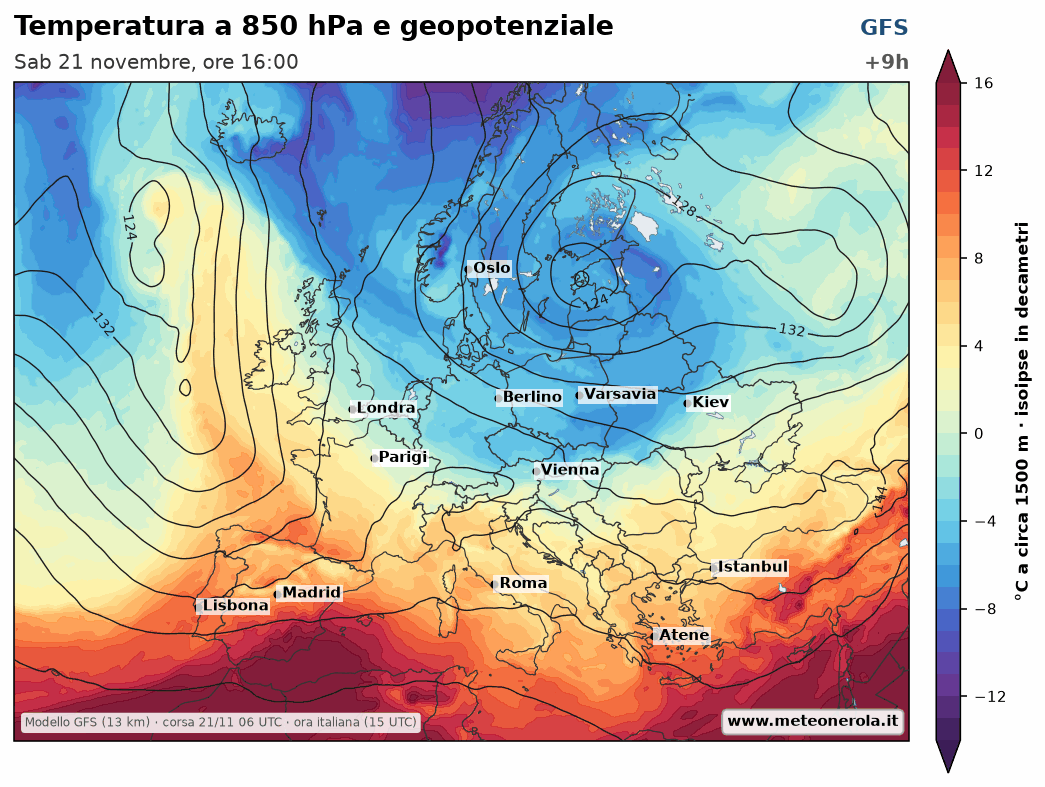 Temperatura a 850 hPa e geopotenziale
GFS
Sab 21 novembre, ore 16:00
+9h
16
12
8
4
0
−4
−8
−12
°C a circa 1500 m · isoipse in decametri
124
128
132
124
132
144
Oslo
Londra
Berlino
Varsavia
Kiev
Parigi
Vienna
Istanbul
Roma
Madrid
Lisbona
Atene
Modello GFS (13 km) · corsa 21/11 06 UTC · ora italiana (15 UTC)
www.meteonerola.it